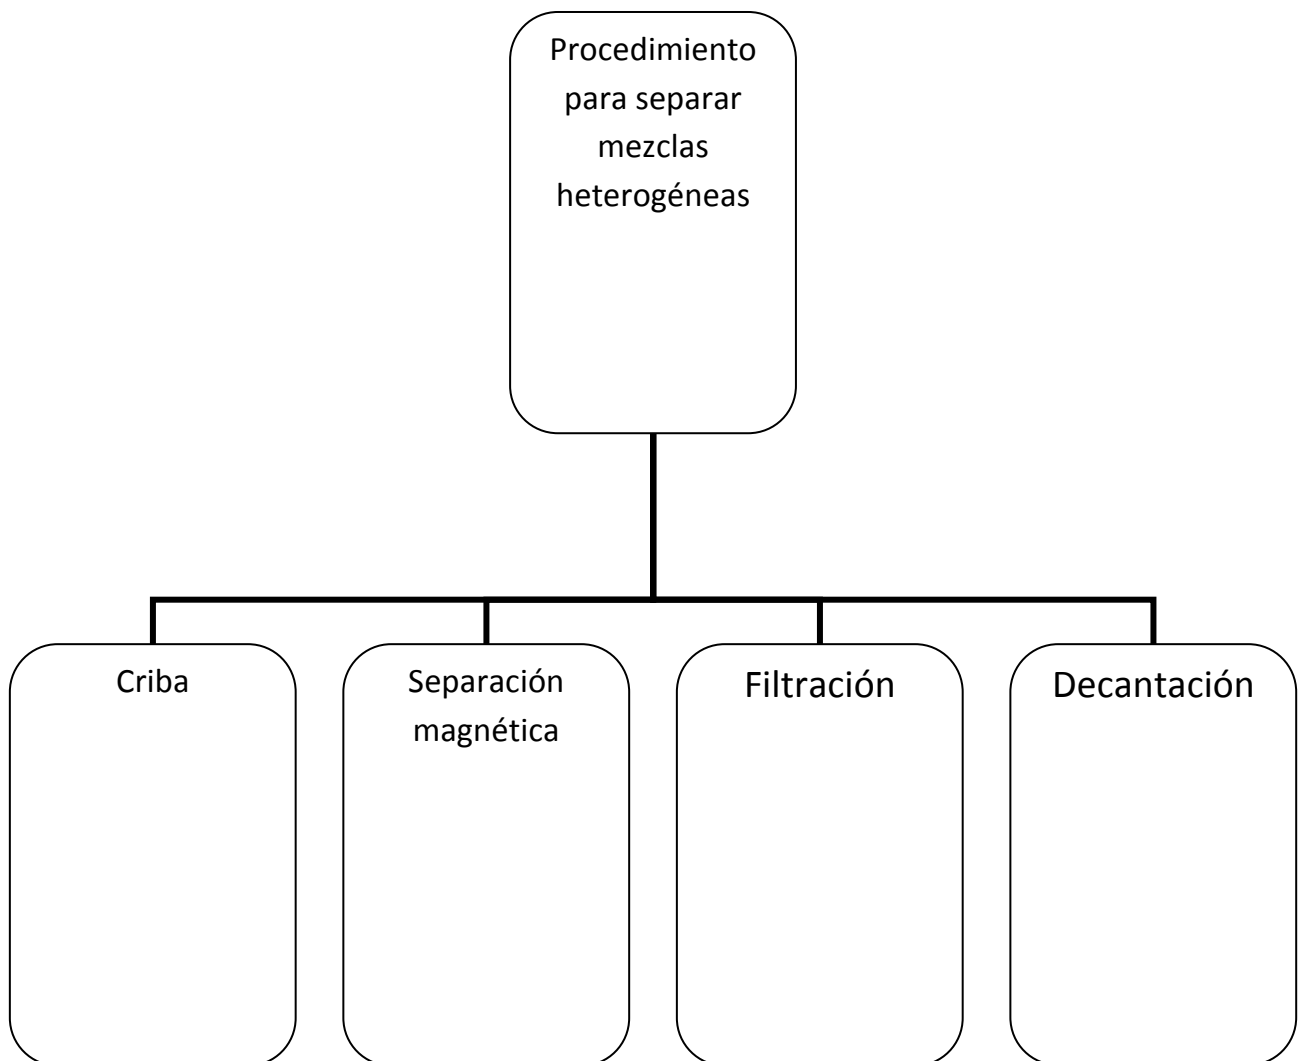 Procedimiento
para separar
mezclas
heterogéneas
Criba
Separación
magnética
Filtración
Decantación